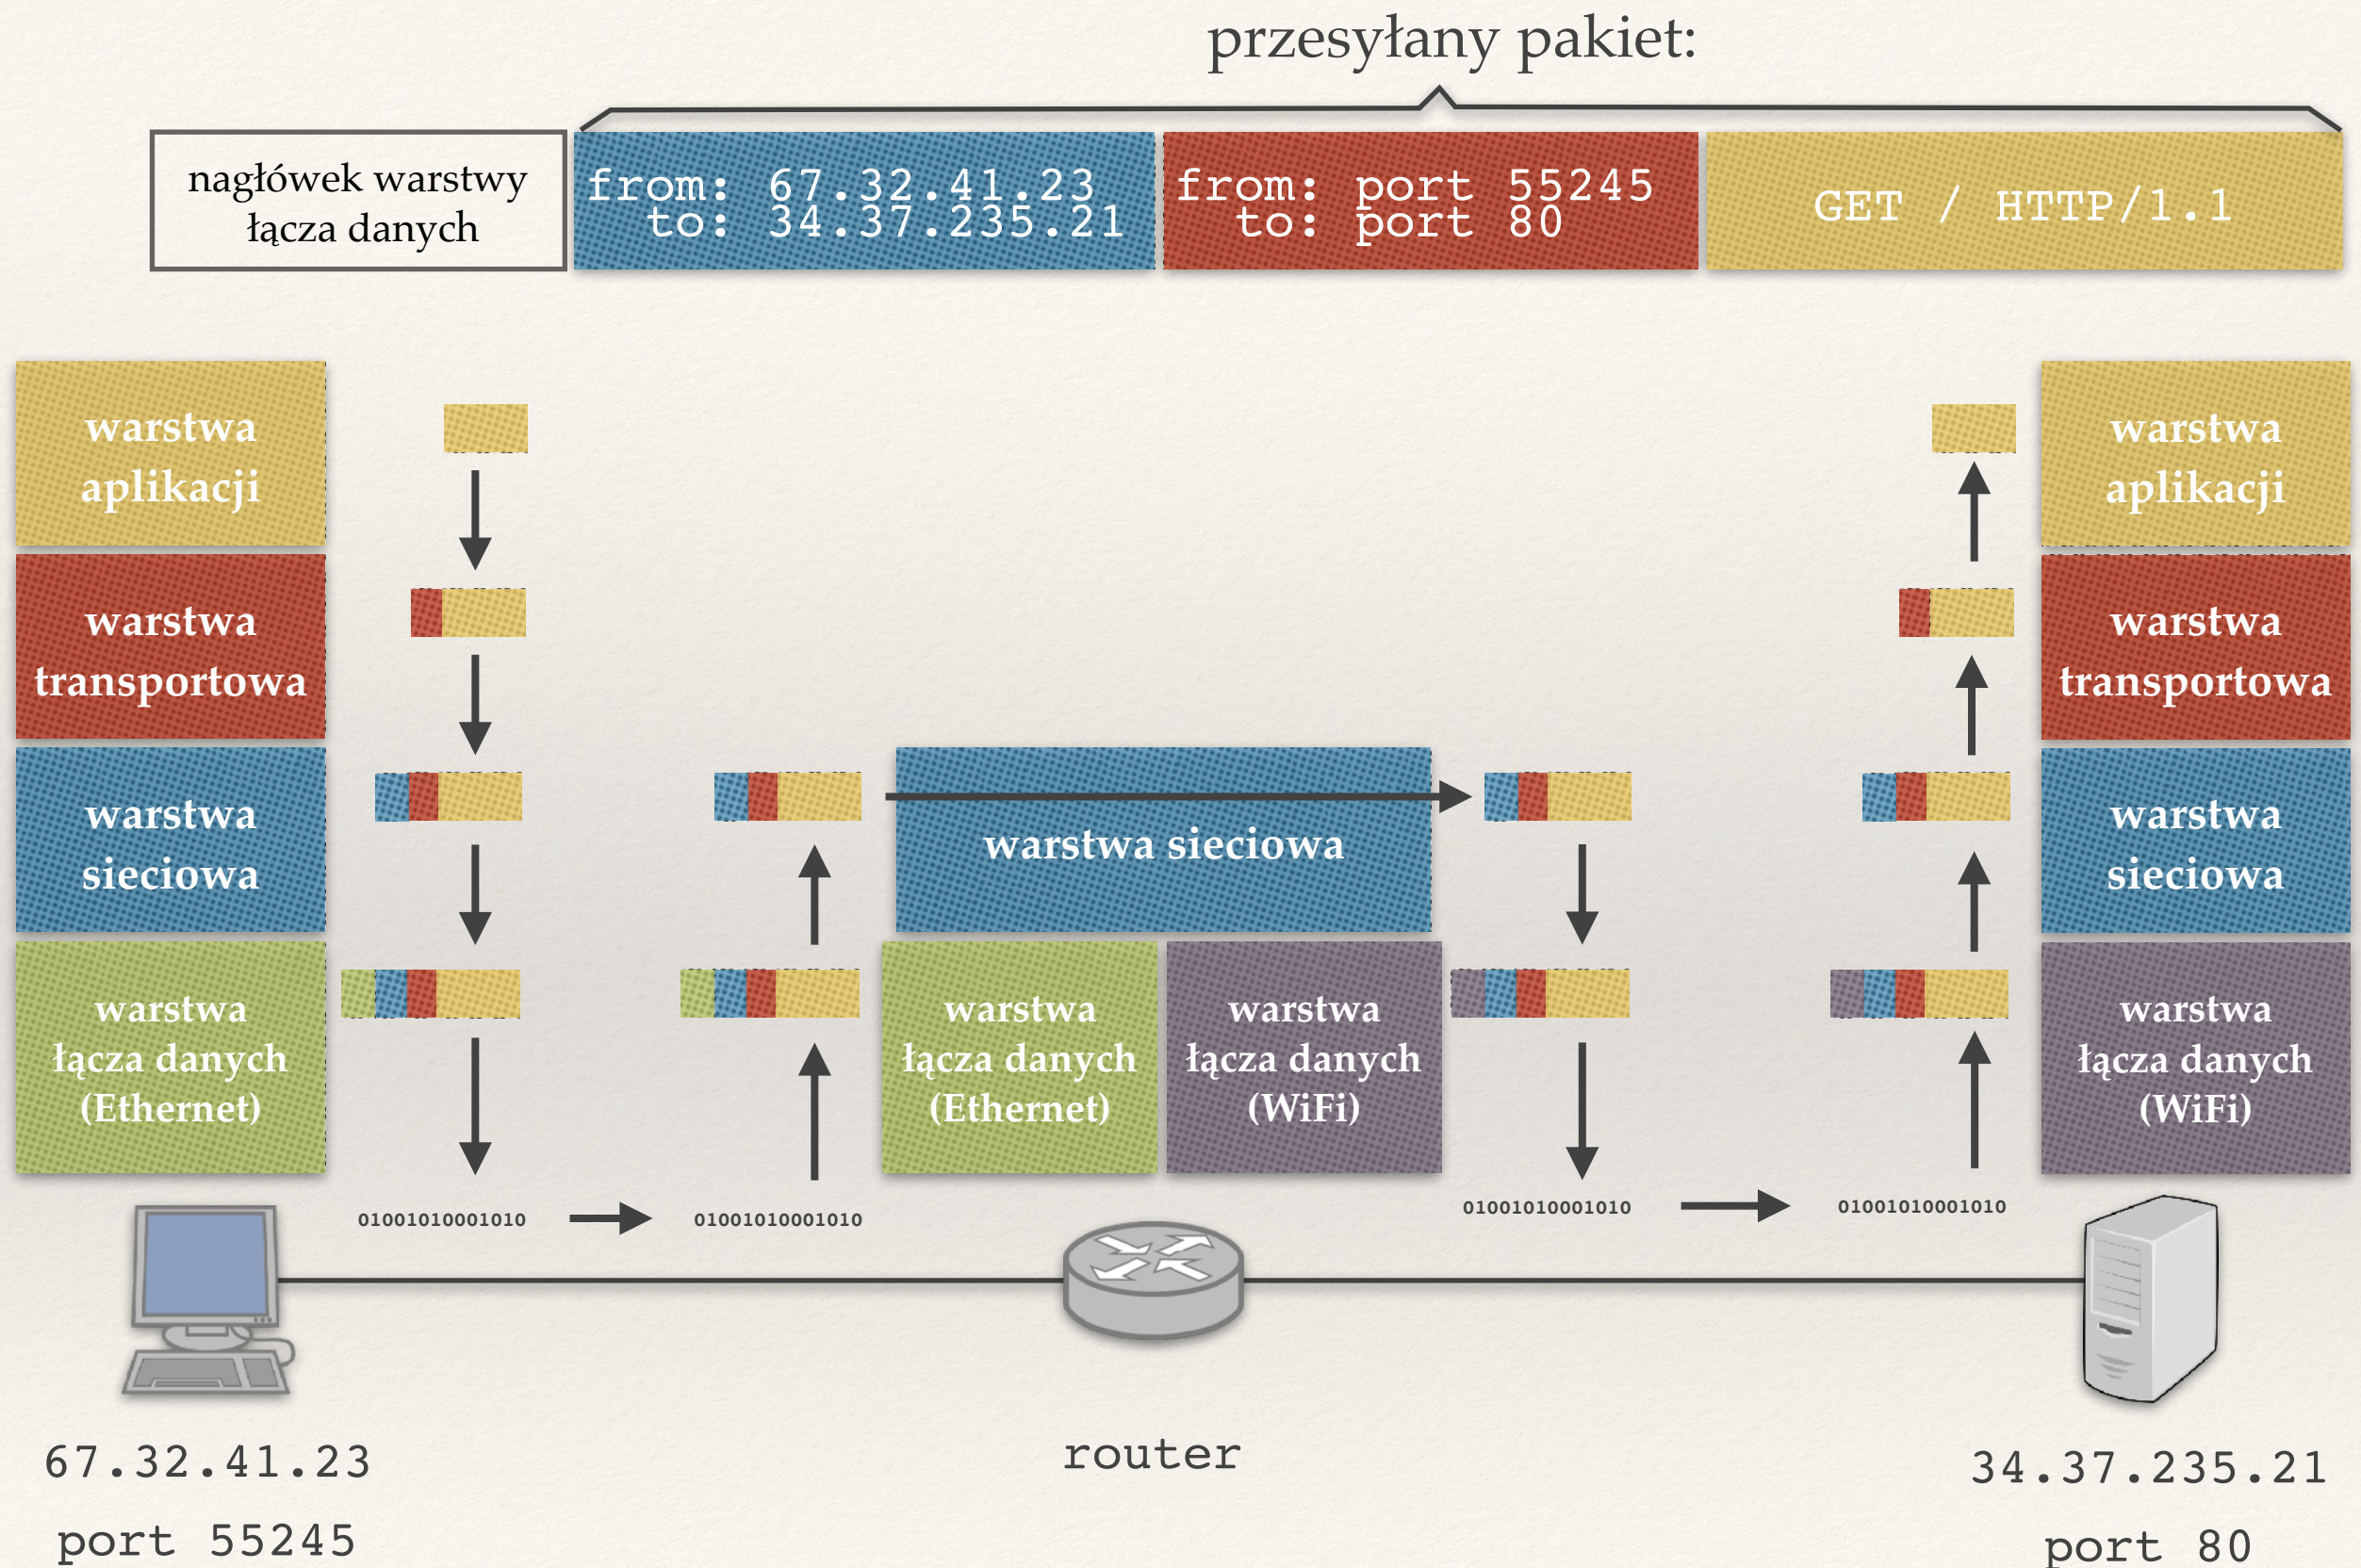 przesyłany pakiet:
nagłówek warstwy
łącza danych
from: 67.32.41.23
to: 34.37.235.21
from: port 55245
to: port 80
GET / HTTP/1.1
warstwa
aplikacji
warstwa
transportowa
warstwa
sieciowa
warstwa
łącza danych
(Ethernet)
01001010001010
01001010001010
warstwa sieciowa
warstwa
łącza danych
(Ethernet)
warstwa
łącza danych
(WiFi)
01001010001010
01001010001010
warstwa
aplikacji
warstwa
transportowa
warstwa
sieciowa
warstwa
łącza danych
(WiFi)
67.32.41.23
port 55245
router
34.37.235.21
port 80